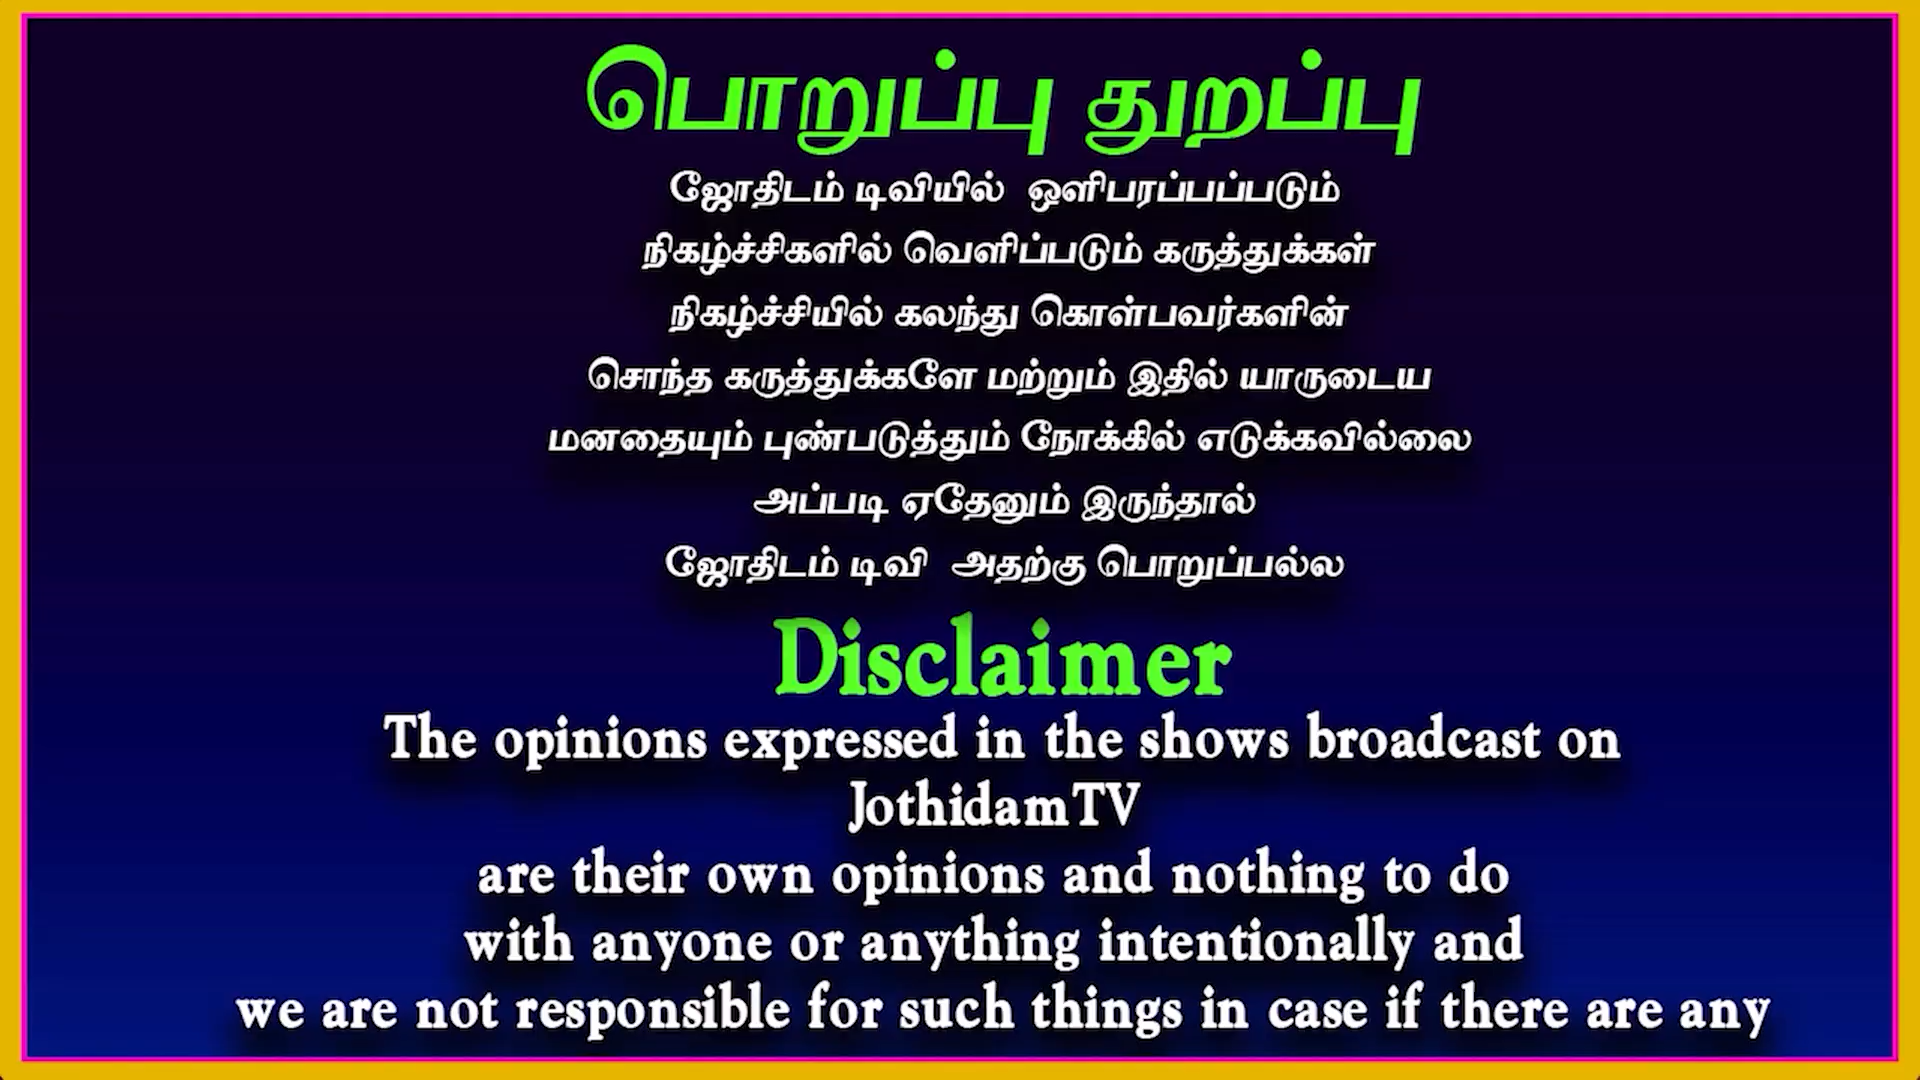 பொறுப்பு துறப்பு
ஜோதிடம் டிவியில் ஒளிபரப்பப்படும்
நிகழ்ச்சிகளில் வெளிப்படும் கருத்துக்கள்
நிகழ்ச்சியில் கலந்து கொள்பவர்களின்
சொந்த கருத்துக்களே மற்றும் இதில் யாருடைய
மனதையும் புண்படுத்தும் நோக்கில் எடுக்கவில்லை
அப்படி ஏதேனும் இருந்தால்
ஜோதிடம் டிவி அதற்கு பொறுப்பல்ல
Disclaimer
The opinions expressed in the shows broadcast on
JothidamTV
are their own opinions and nothing to do
with anyone or anything intentionally and
we are not responsible for such things in case if there are any